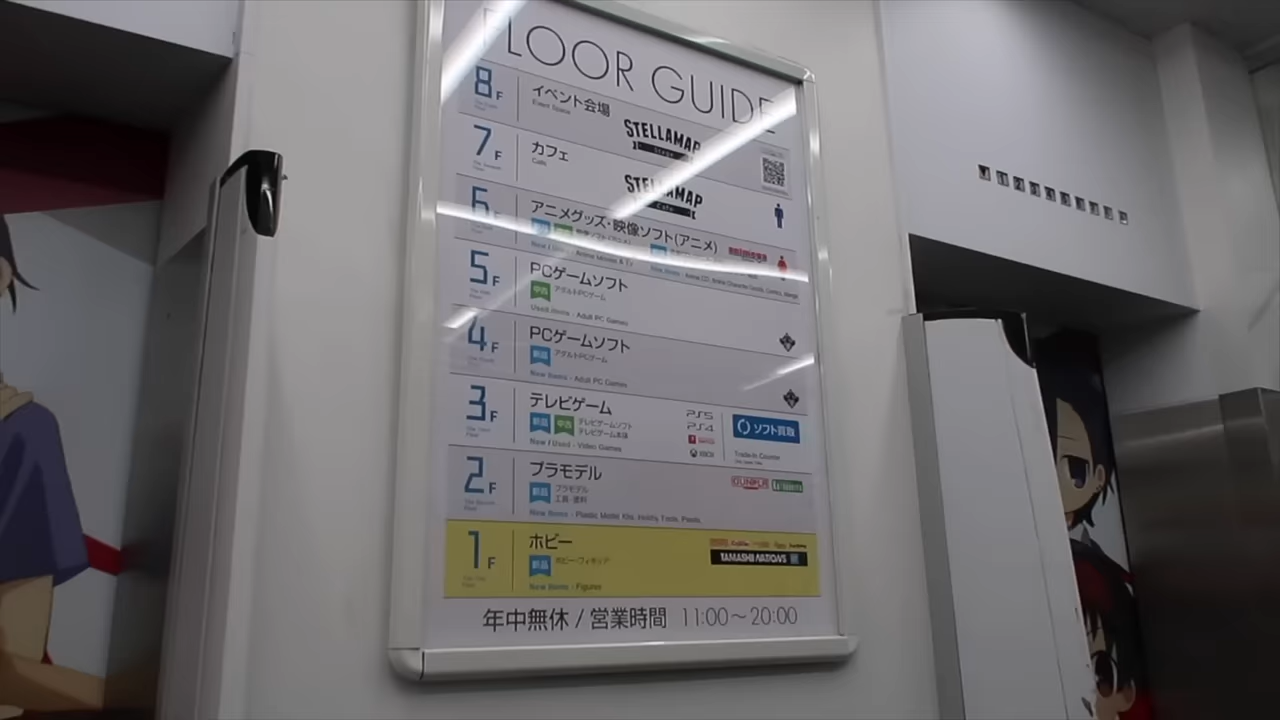 FLOOR GUIDE
8F イベント会場
Event Space
STELLAMAP
7F カフェ
Cafe
STELLAMAP
Cafe
6F アニメグッズ・映像ソフト(アニメ)
5F PCゲームソフト
中古 アダルトPCゲーム
Used Items - Adult PC Games
4F PCゲームソフト
新品 アダルトPCゲーム
New Items - Adult PC Games
3F テレビゲーム
新品 中古 テレビゲームソフト
テレビゲーム本体
New / Used - Video Games
PS5
PS4
XBOX
ソフト買取
Trade-In Counter
2F プラモデル
新品 プラモデル
工具・塗料
New Items - Plastic Model Kits, Hobby Tools, Paints
GUNPLA
1F ホビー
新品 ホビー・フィギュア
New Items - Figures
TAMASHII NATIONS
年中無休 / 営業時間 11:00～20:00